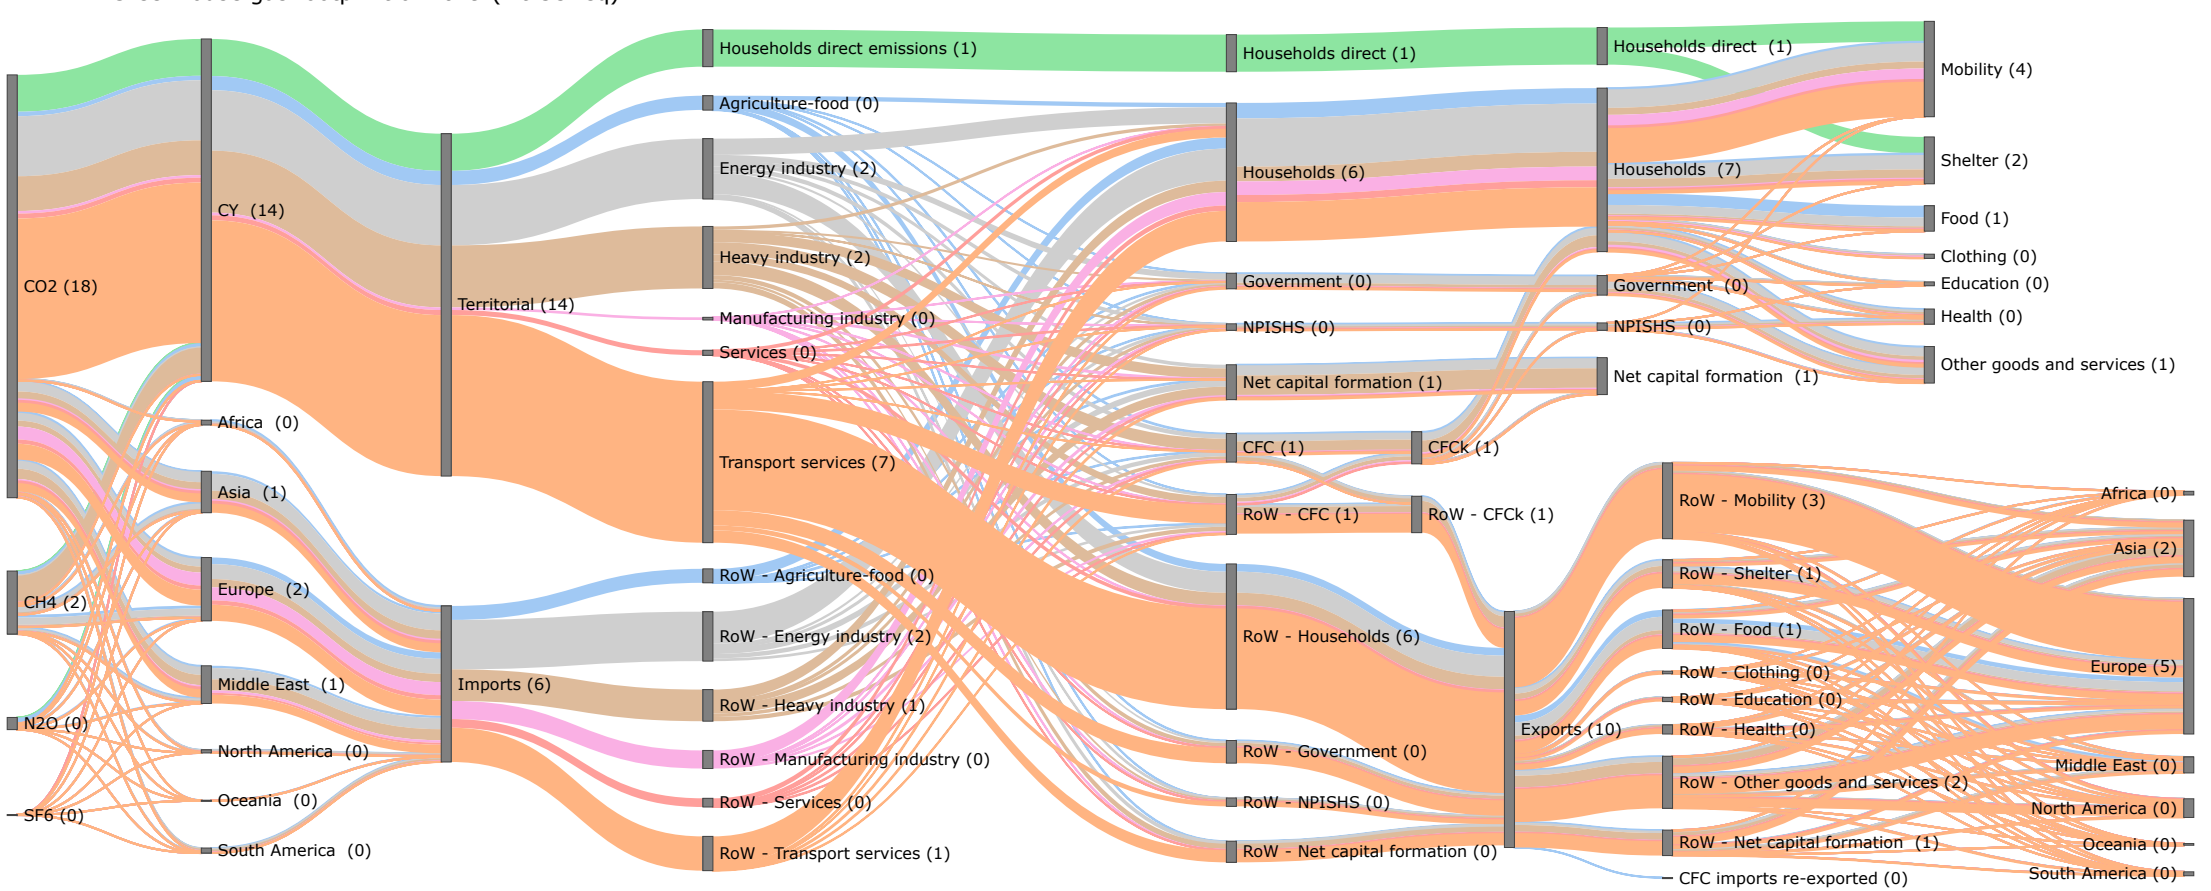 CO2 (18)
CH4 (2)
N2O (0)
SF6 (0)
CY  (14)
Africa  (0)
Asia  (1)
Europe  (2)
Middle East  (1)
North America  (0)
Oceania  (0)
South America  (0)
Territorial (14)
Imports (6)
Households direct emissions (1)
Agriculture-food (0)
Energy industry (2)
Heavy industry (2)
Manufacturing industry (0)
Services (0)
Transport services (7)
RoW - Agriculture-food (0)
RoW - Energy industry (2)
RoW - Heavy industry (1)
RoW - Manufacturing industry (0)
RoW - Services (0)
RoW - Transport services (1)
Households direct (1)
Households (6)
Government (0)
NPISHS (0)
Net capital formation (1)
CFC (1)
RoW - CFC (1)
RoW - Households (6)
RoW - Government (0)
RoW - NPISHS (0)
RoW - Net capital formation (0)
CFCk (1)
RoW - CFCk (1)
Exports (10)
Households direct  (1)
Households  (7)
Government  (0)
NPISHS  (0)
Net capital formation  (1)
RoW - Mobility (3)
RoW - Shelter (1)
RoW - Food (1)
RoW - Clothing (0)
RoW - Education (0)
RoW - Health (0)
RoW - Other goods and services (2)
RoW - Net capital formation  (1)
CFC imports re-exported (0)
Mobility (4)
Shelter (2)
Food (1)
Clothing (0)
Education (0)
Health (0)
Other goods and services (1)
Africa (0)
Asia (2)
Europe (5)
Middle East (0)
North America (0)
Oceania (0)
South America (0)